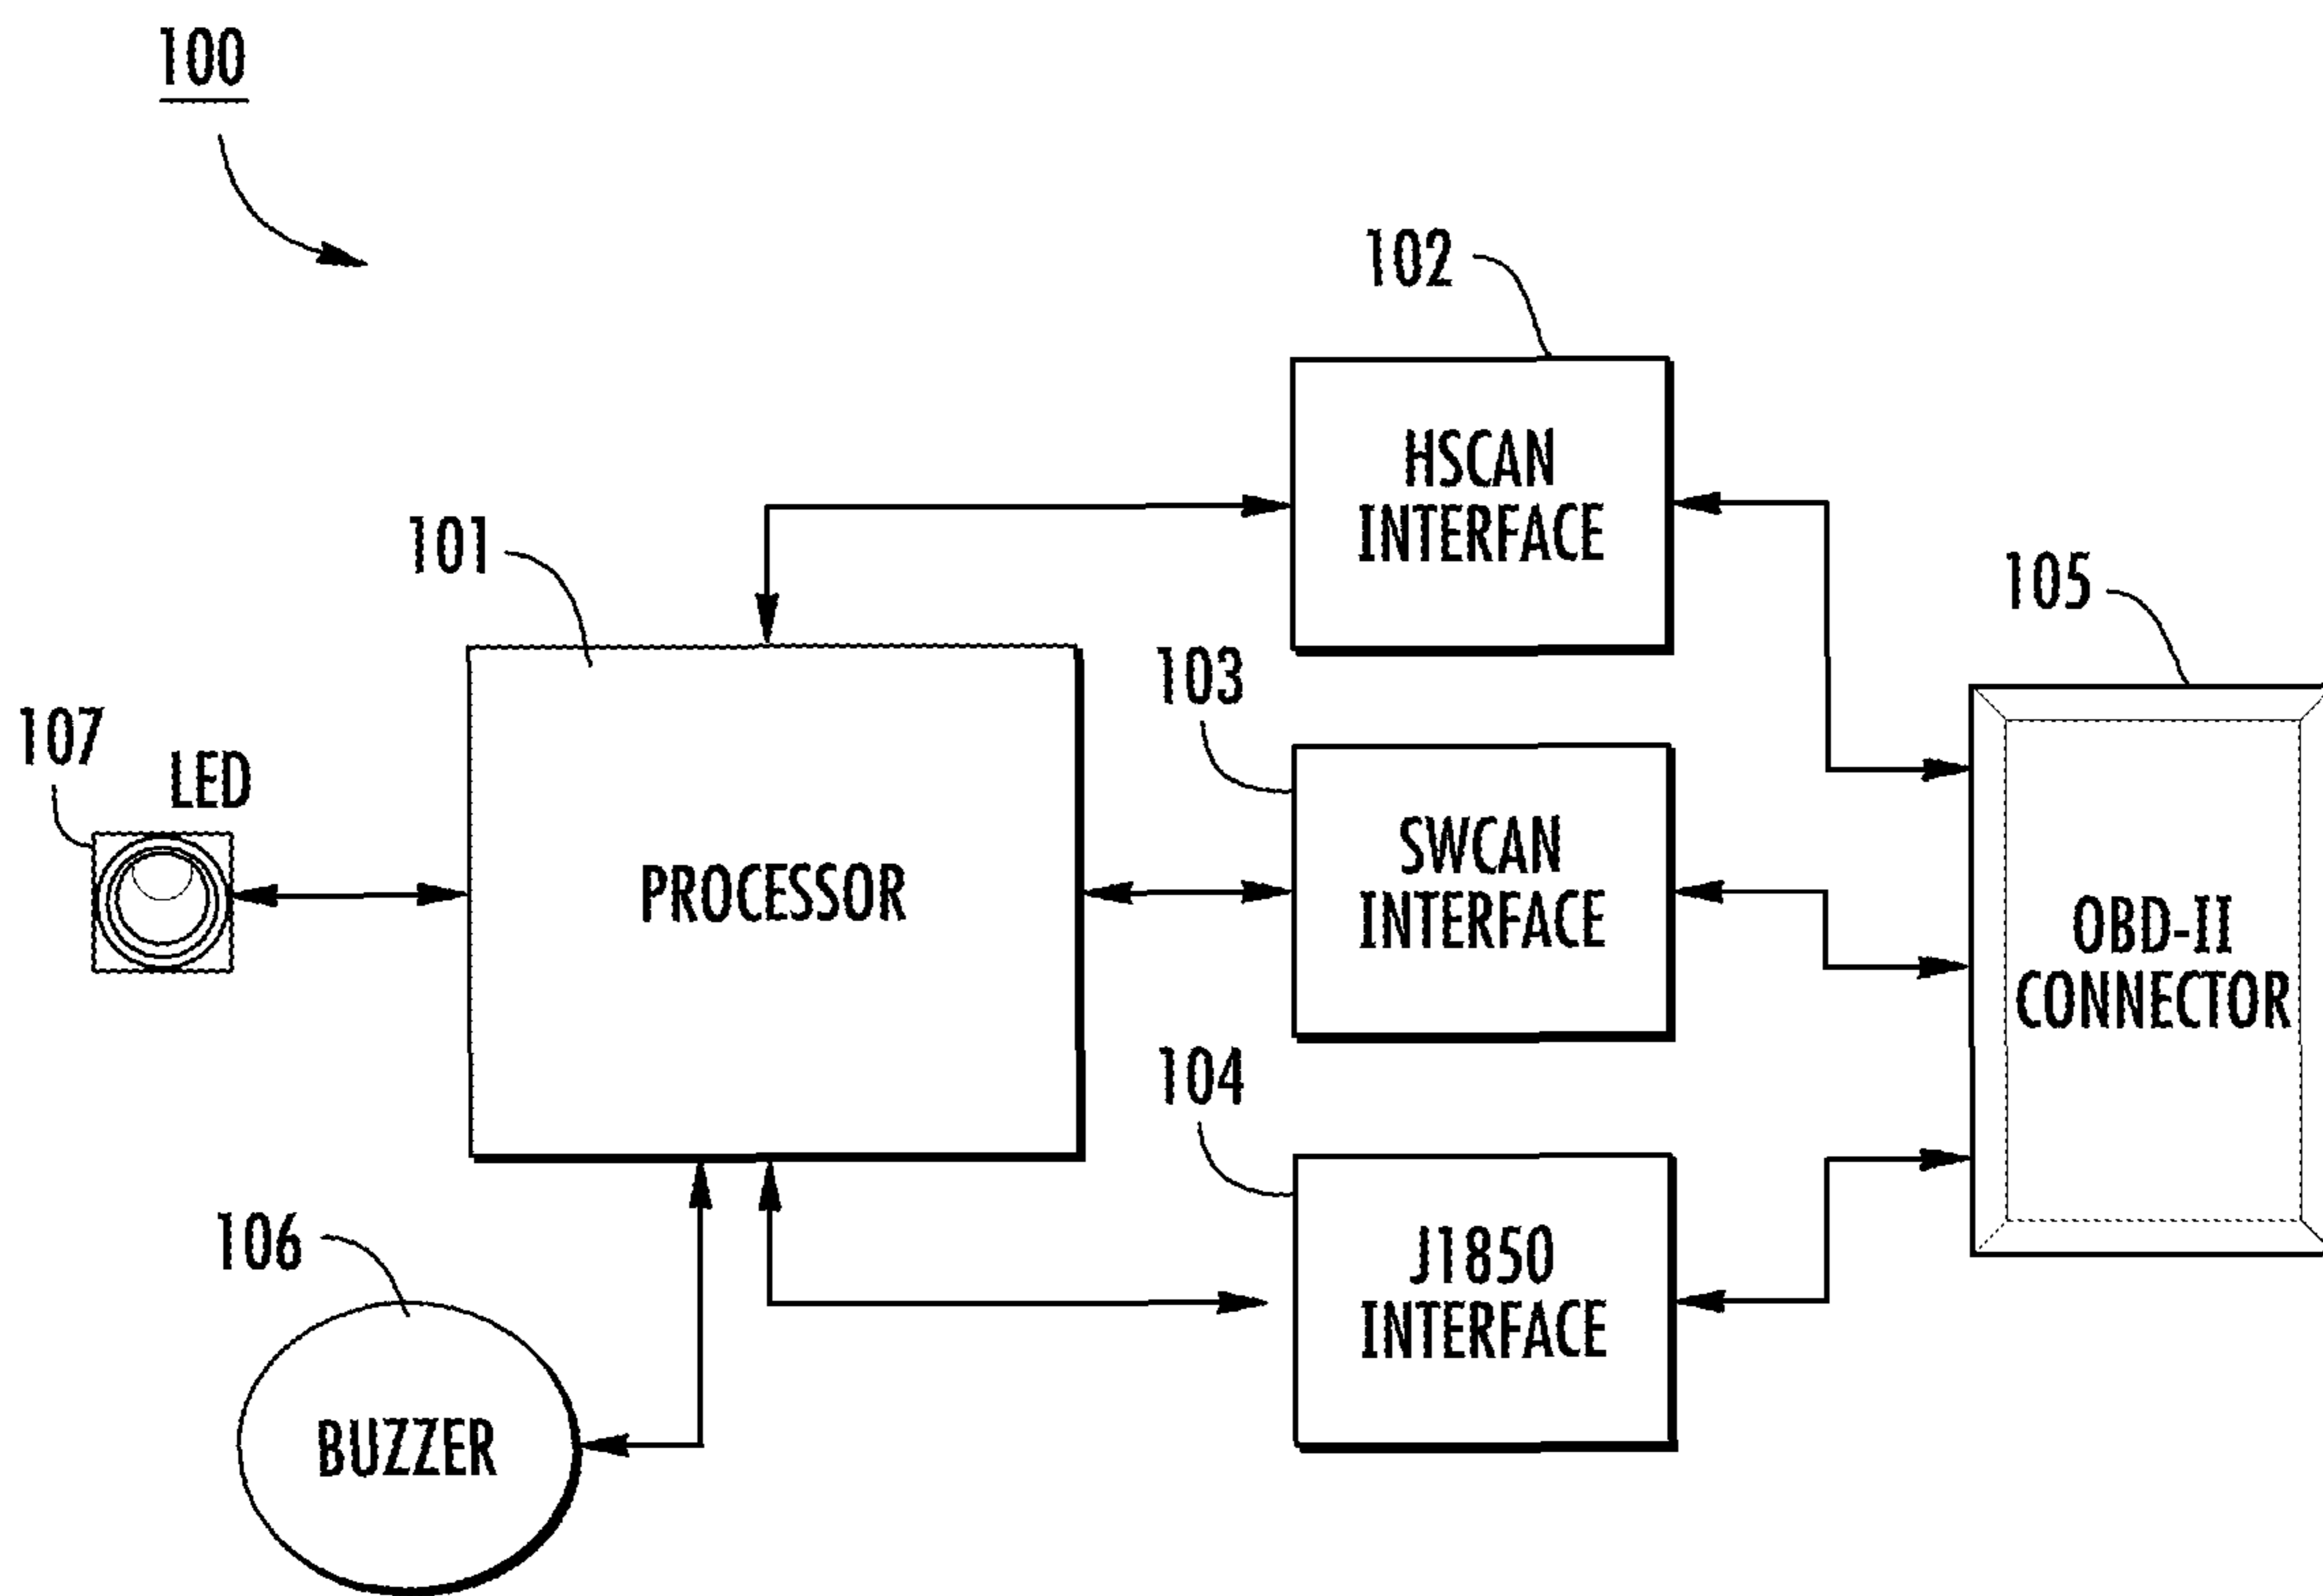 100
102
HSCAN
INTERFACE
101
105
103
107
LED
SWCAN
INTERFACE
PROCESSOR
OBD-II
CONNECTOR
104
106
J1850
INTERFACE
BUZZER